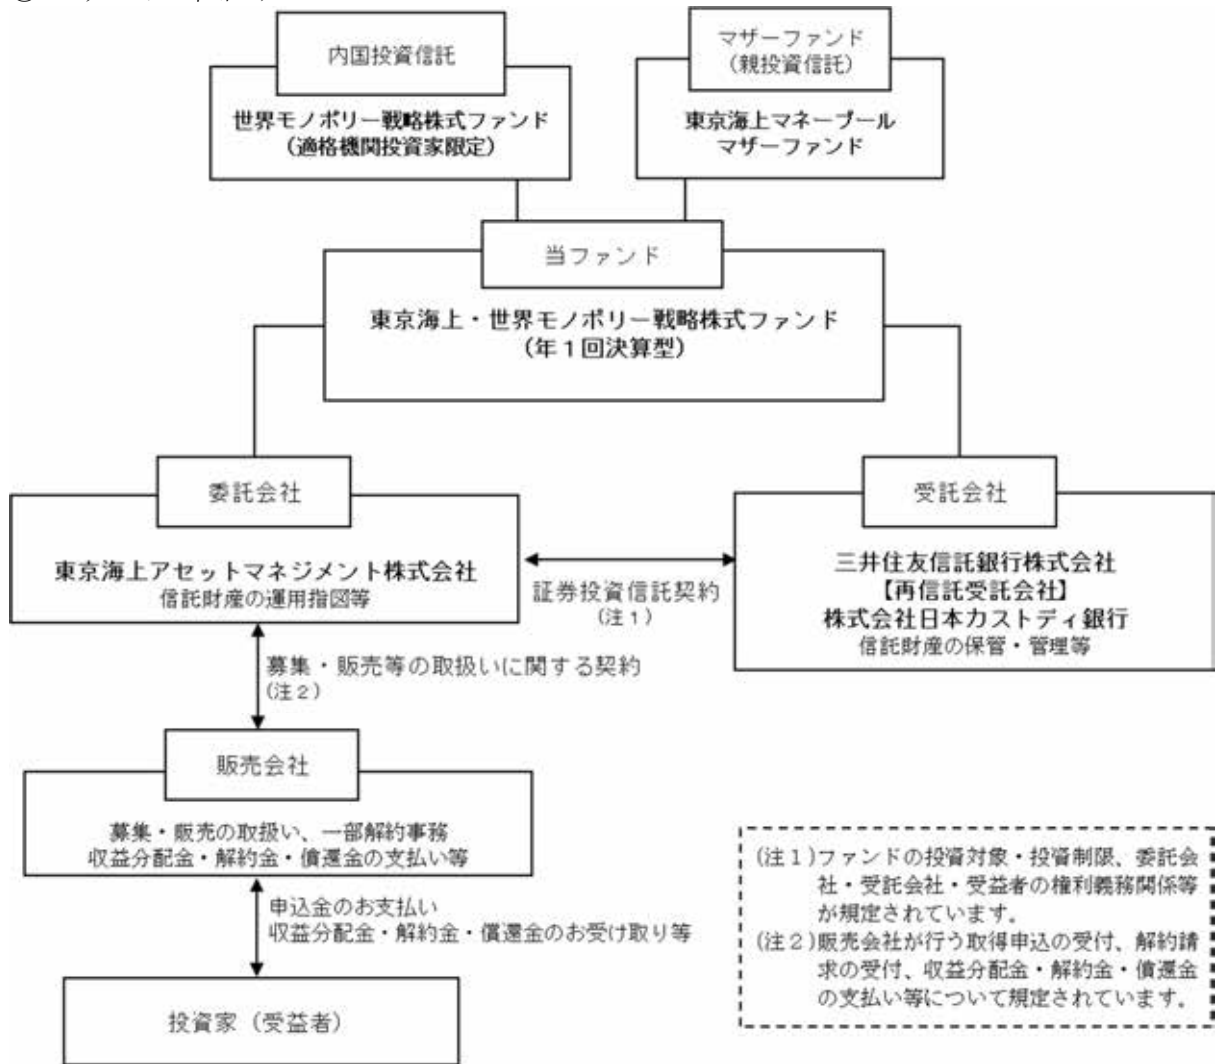 内国投資信託
世界モノポリー戦略株式ファンド
（適格機関投資家限定）
マザーファンド
（親投資信託）
東京海上マネープール
マザーファンド
当ファンド
東京海上・世界モノポリー戦略株式ファンド
（年１回決算型）
委託会社
東京海上アセットマネジメント株式会社
信託財産の運用指図等
証券投資信託契約
（注１）
受託会社
三井住友信託銀行株式会社
【再信託受託会社】
株式会社日本カストディ銀行
信託財産の保管・管理等
募集・販売等の取扱いに関する契約
（注２）
販売会社
募集・販売の取扱い、一部解約事務
収益分配金・解約金・償還金の支払い等
申込金のお支払い
収益分配金・解約金・償還金のお受け取り等
投資家（受益者）
（注１）ファンドの投資対象・投資制限、委託会
社・受託会社・受益者の権利義務関係等
が規定されています。
（注２）販売会社が行う取得申込の受付、解約請
求の受付、収益分配金・解約金・償還金
の支払い等について規定されています。